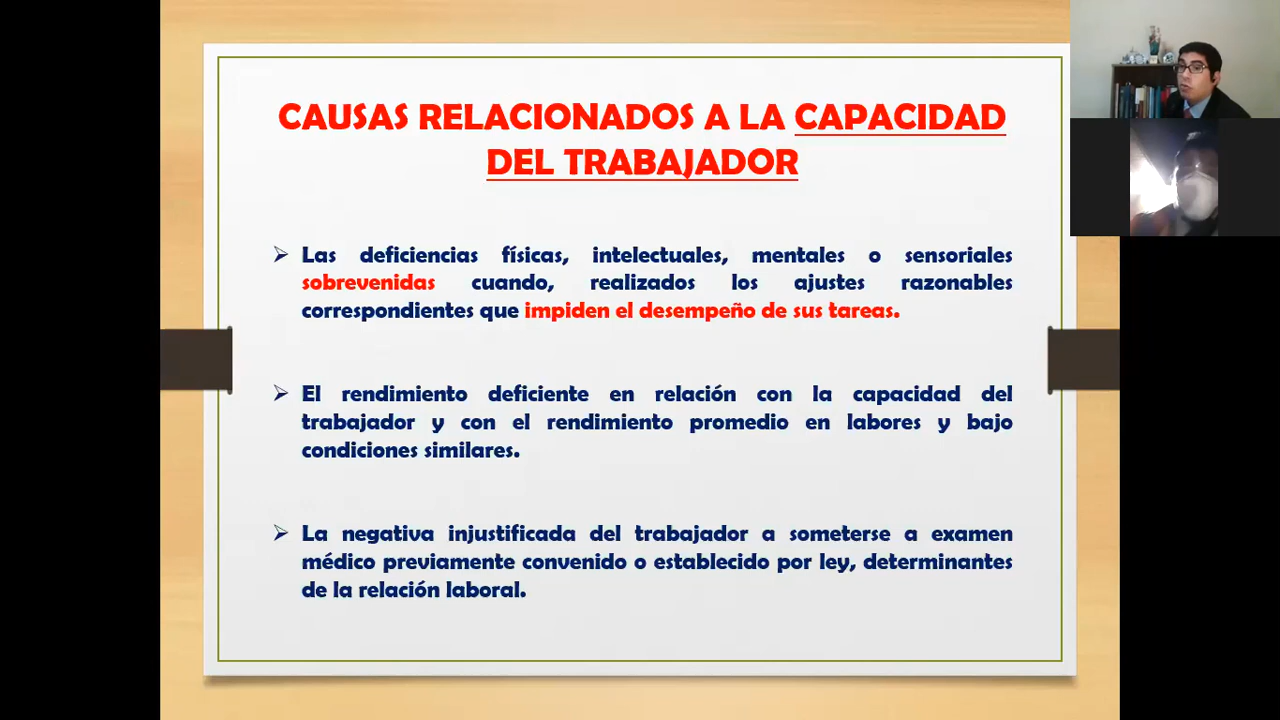 CAUSAS RELACIONADOS A LA CAPACIDAD
DEL TRABAJADOR
Las deficiencias físicas, intelectuales, mentales o sensoriales
sobrevenidas cuando, realizados los ajustes razonables
correspondientes que impiden el desempeño de sus tareas.
El rendimiento deficiente en relación con la capacidad del
trabajador y con el rendimiento promedio en labores y bajo
condiciones similares.
La negativa injustificada del trabajador a someterse a examen
médico previamente convenido o establecido por ley, determinantes
de la relación laboral.